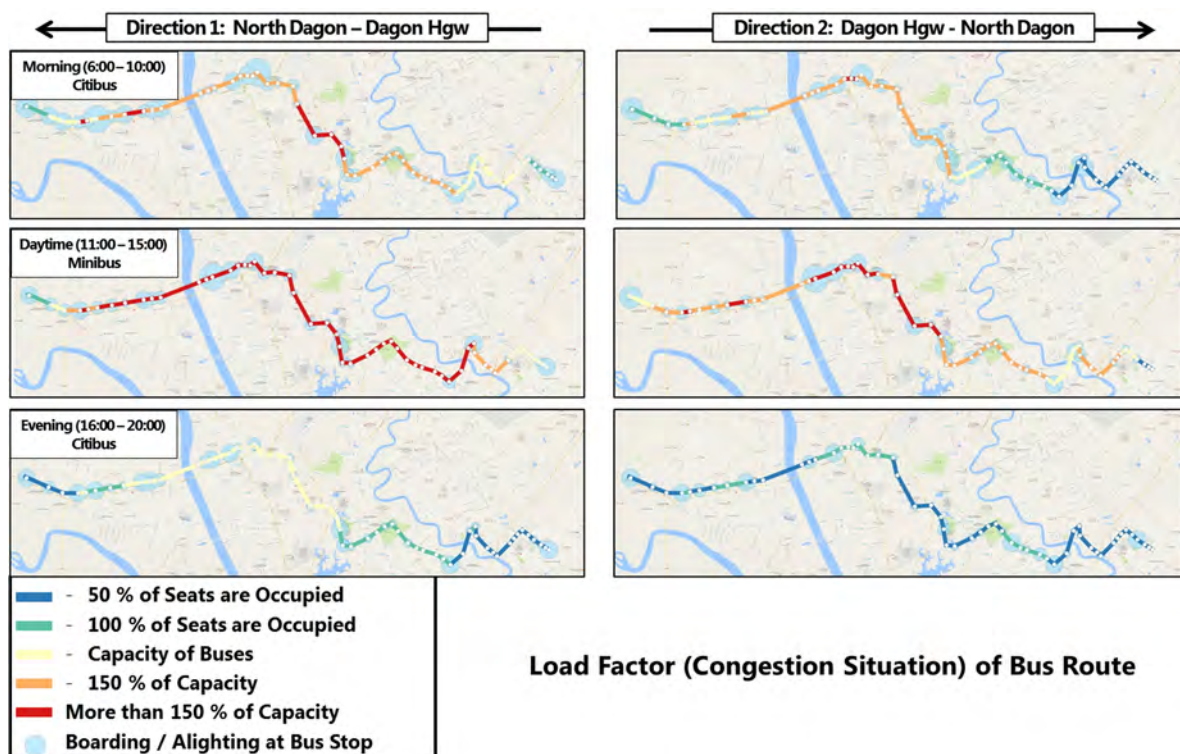 Direction 1: North Dagon – Dagon Hgw
Direction 2: Dagon Hgw - North Dagon
Morning (6:00 – 10:00)
Citibus
Daytime (11:00 – 15:00)
Minibus
Evening (16:00 – 20:00)
Citibus
- 50 % of Seats are Occupied
- 100 % of Seats are Occupied
- Capacity of Buses
- 150 % of Capacity
More than 150 % of Capacity
Boarding / Alighting at Bus Stop
Load Factor (Congestion Situation) of Bus Route